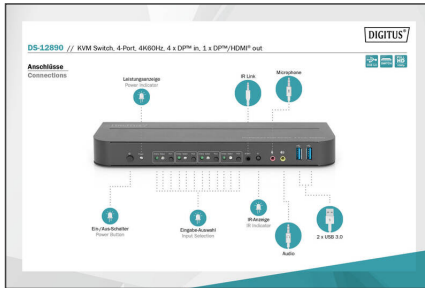 DIGITUS®
DS-12890 // KVM Switch, 4-Port, 4K60Hz, 4 x DP™ in, 1 x DP™/HDMI® out
Anschlüsse
Connections
Leistungsanzeige
Power Indicator
IR Link
Microphone
Ein-/Aus-Schalter
Power Button
Eingabe-Auswahl
Input Selection
IR-Anzeige
IR Indicator
Audio
2 x USB 3.0